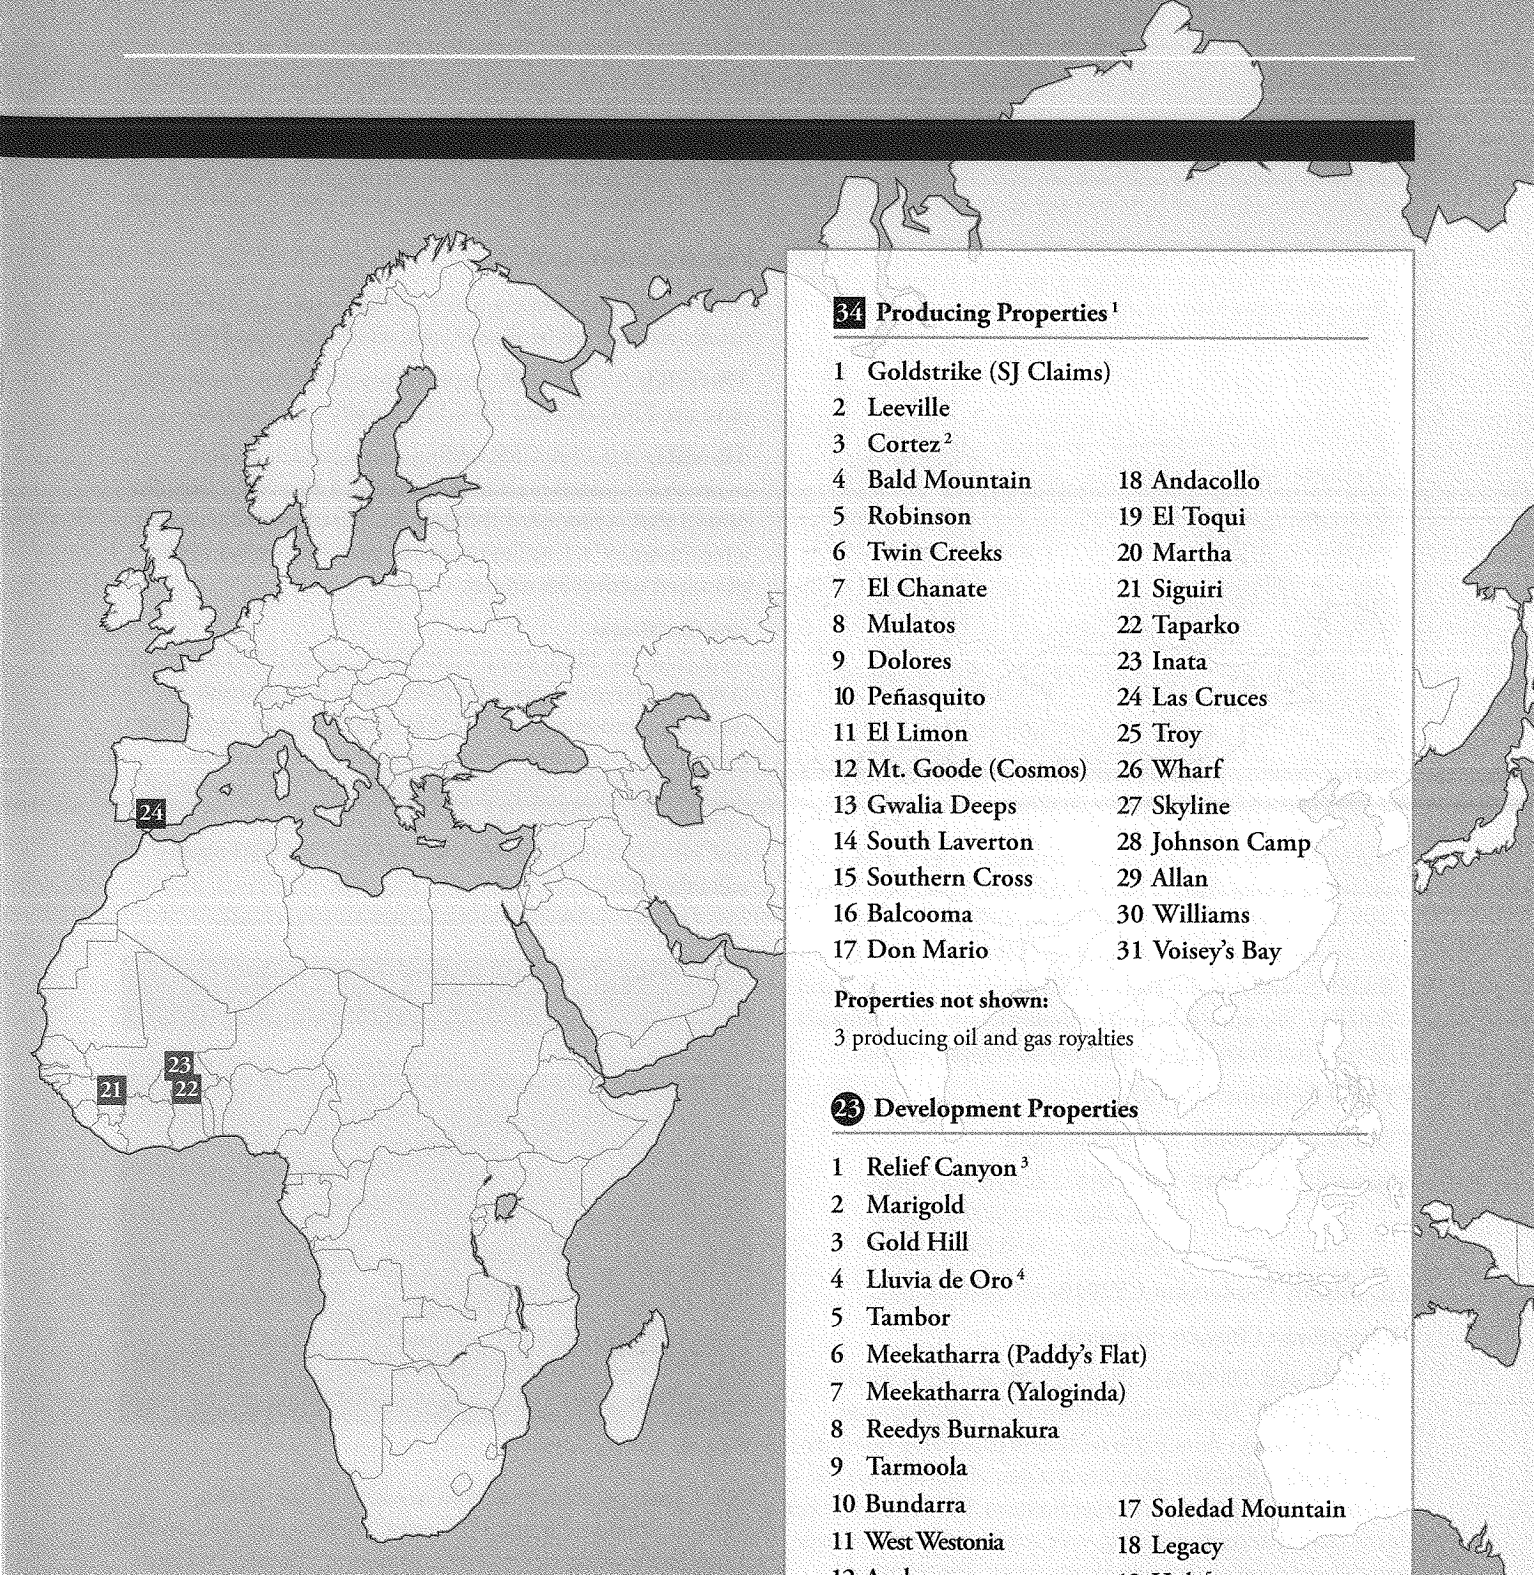 34 Producing Properties 1
1 Goldstrike (SJ Claims)
2 Leeville
3 Cortez 2
4 Bald Mountain
5 Robinson
6 Twin Creeks
7 El Chanate
8 Mulatos
9 Dolores
10 Peñasquito
11 El Limon
12 Mt. Goode (Cosmos)
13 Gwalia Deeps
14 South Laverton
15 Southern Cross
16 Balcooma
17 Don Mario
18 Andacollo
19 El Toqui
20 Martha
21 Siguiri
22 Taparko
23 Inata
24 Las Cruces
25 Troy
26 Wharf
27 Skyline
28 Johnson Camp
29 Allan
30 Williams
31 Voisey's Bay
Properties not shown:
3 producing oil and gas royalties
23 Development Properties
1 Relief Canyon 3
2 Marigold
3 Gold Hill
4 Lluvia de Oro 4
5 Tambor
6 Meekatharra (Paddy's Flat)
7 Meekatharra (Yaloginda)
8 Reedys Burnakura
9 Tarmoola
10 Bundarra
11 West Westonia
17 Soledad Mountain
18 Legacy
24
23
22
21